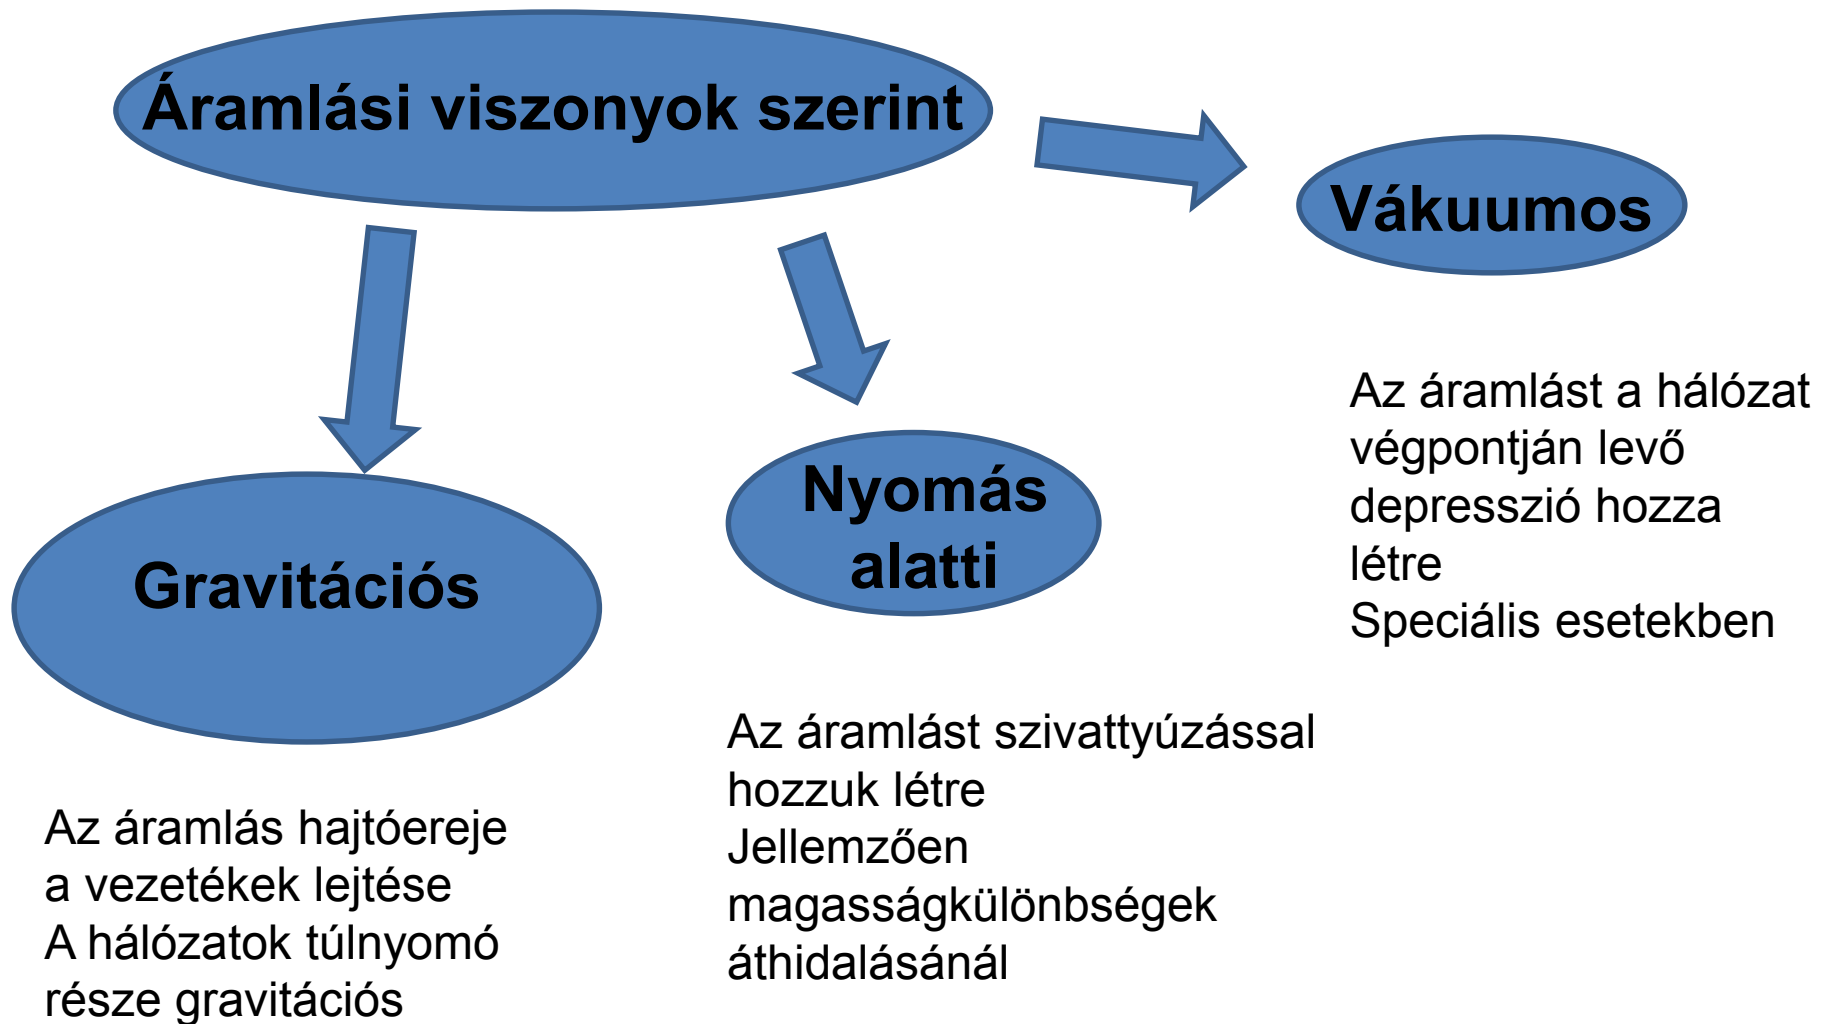 Áramlási viszonyok szerint
Vákuumos
Az áramlást a hálózat
végpontján levő
depresszió hozza
létre
Speciális esetekben
Nyomás
alatti
Az áramlást szivattyúzással
hozzuk létre
Jellemzően
magasságkülönbségek
áthidalásánál
Gravitációs
Az áramlás hajtóereje
a vezetékek lejtése
A hálózatok túlnyomó
része gravitációs